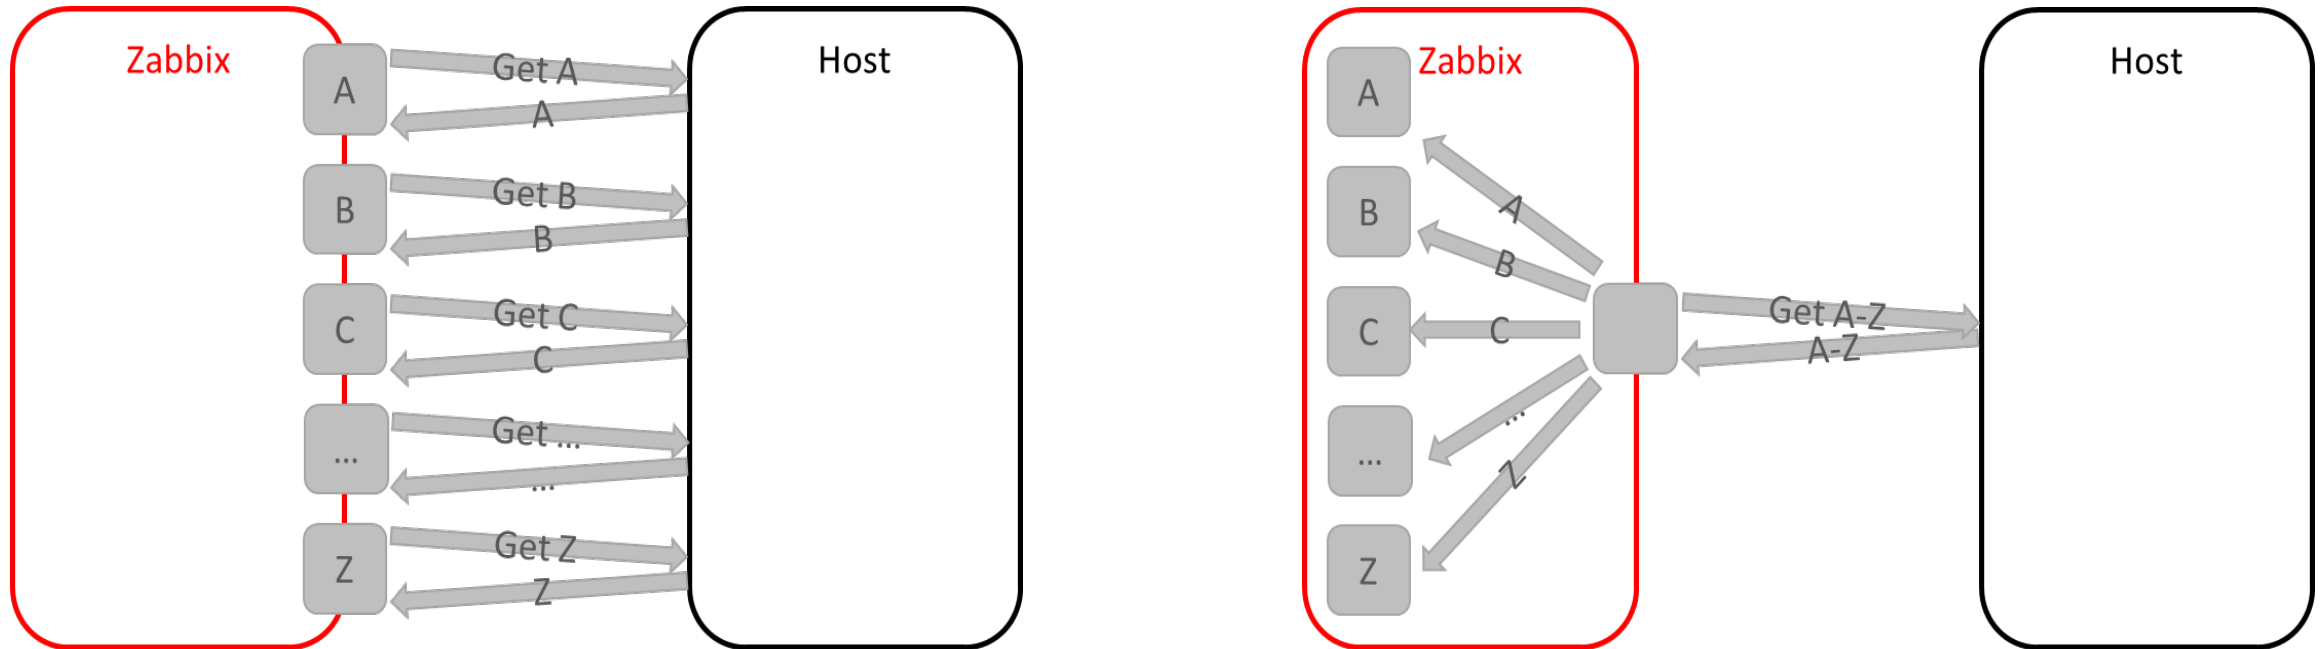 Zabbix
Host
A
Get A
A
B
Get B
B
C
Get C
C
...
Get ...
...
Z
Get Z
Z
Zabbix
Host
A
B
C
...
Z
A
B
C
...
Z
Get A-Z
A-Z